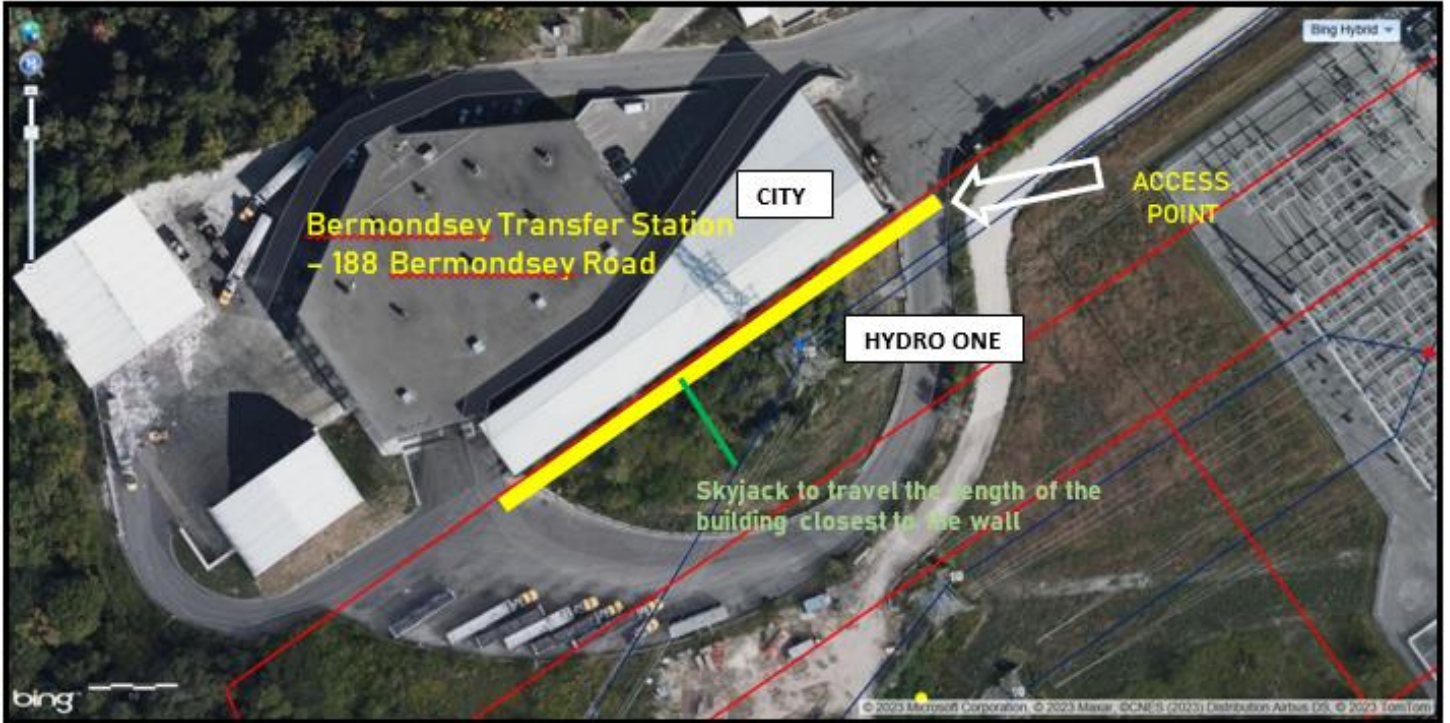 Bing Hybrid
CITY
ACCESS
POINT
Bermondsey Transfer Station
– 188 Bermondsey Road
HYDRO ONE
Skyjack to travel the length of the
building closest to the wall
18
18
bing
© 2023 Microsoft Corporation, © 2023 Maxar, ©CNES (2023) Distribution Airbus DS, © 2023 TomTom